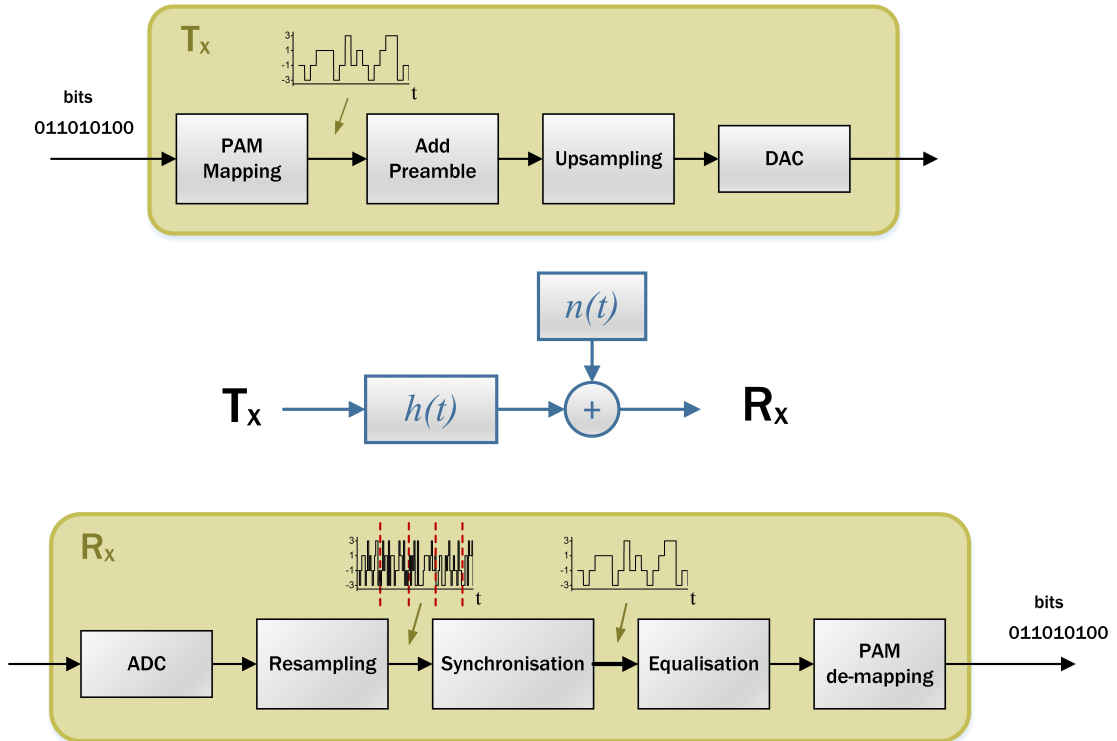 Tx
bits
011010100
3
1
-1
-3
t
PAM
Mapping
Add
Preamble
Upsampling
DAC
n(t)
Tx
h(t)
+
Rx
Rx
3
1
-1
-3
t
3
1
-1
-3
t
bits
011010100
ADC
Resampling
Synchronisation
Equalisation
PAM
de-mapping